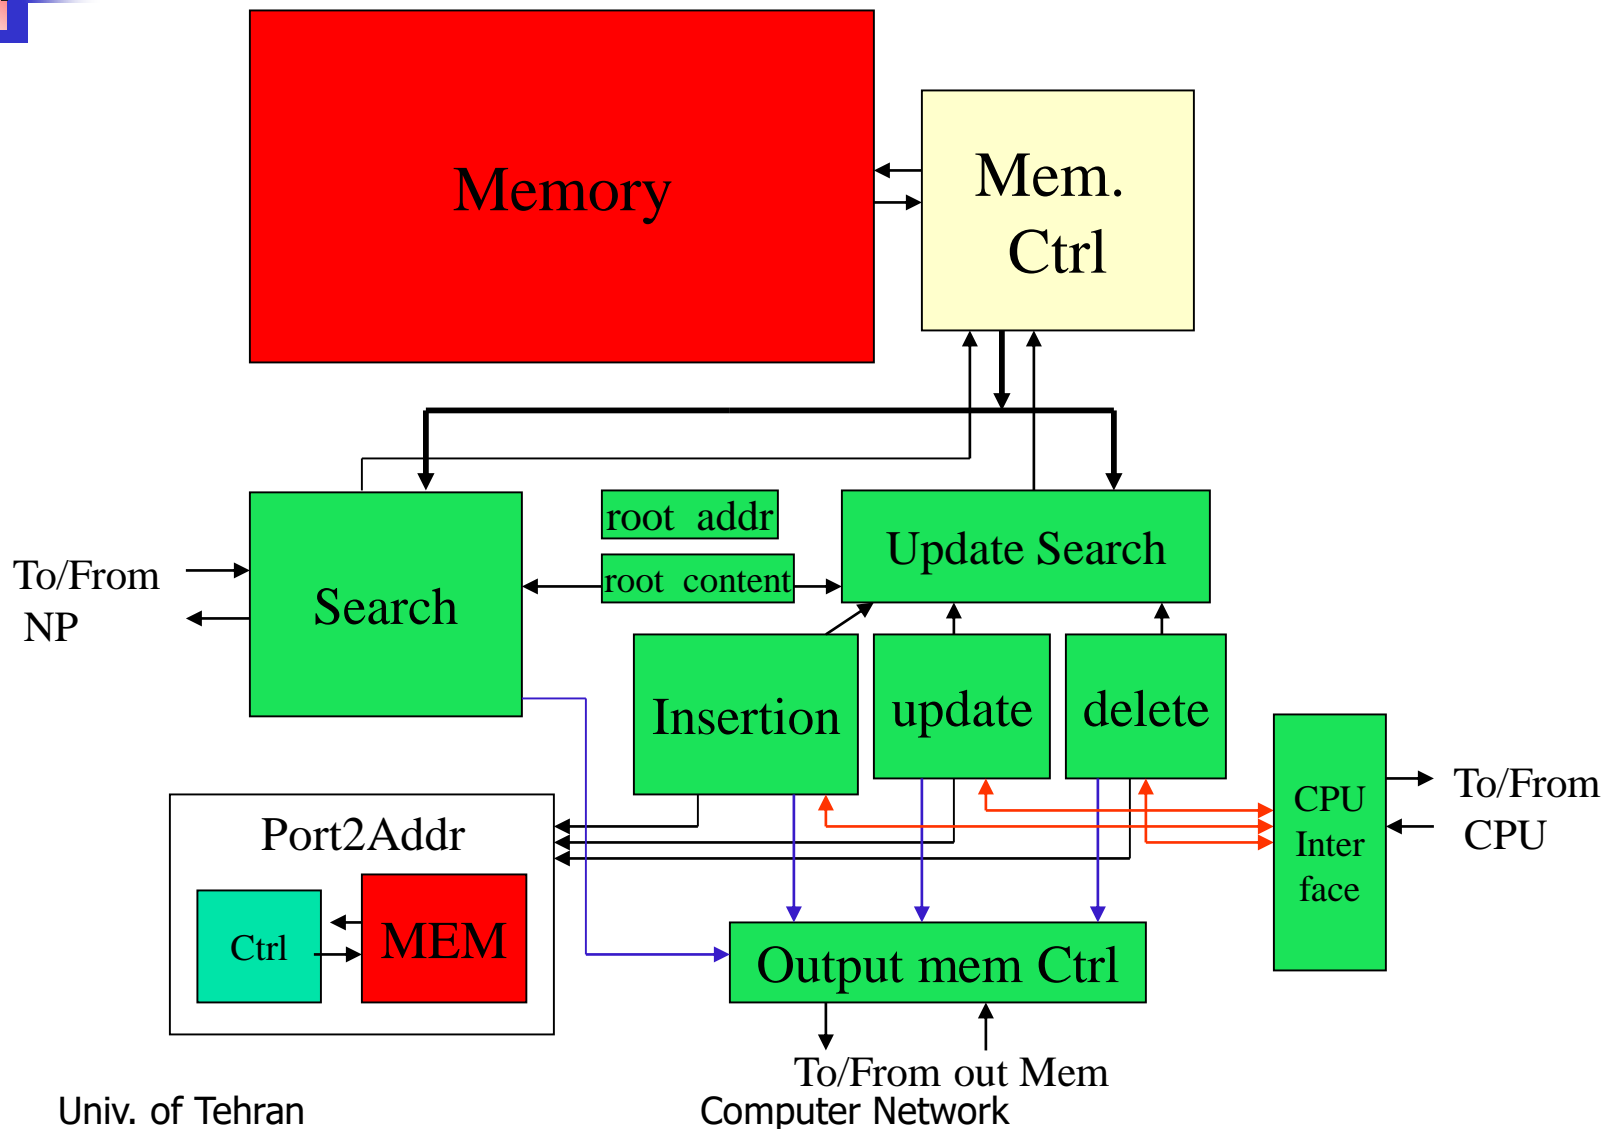 Memory
Mem.
Ctrl
root addr
root content
Update Search
To/From
NP
Search
Insertion
update
delete
CPU
Inter
face
To/From
CPU
Port2Addr
Ctrl
MEM
Output mem Ctrl
To/From out Mem
Univ. of Tehran
Computer Network